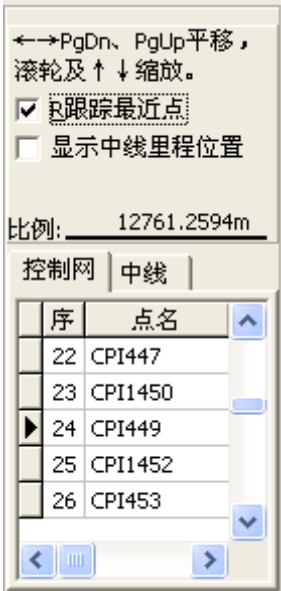 ←→PgDn、PgUp平移，
滚轮及↑↓缩放。
R跟踪最近点
显示中线里程位置
比例: 12761.2594m
控制网 中线
序 点名
22 CPI447
23 CPI1450
24 CPI449
25 CPI1452
26 CPI453